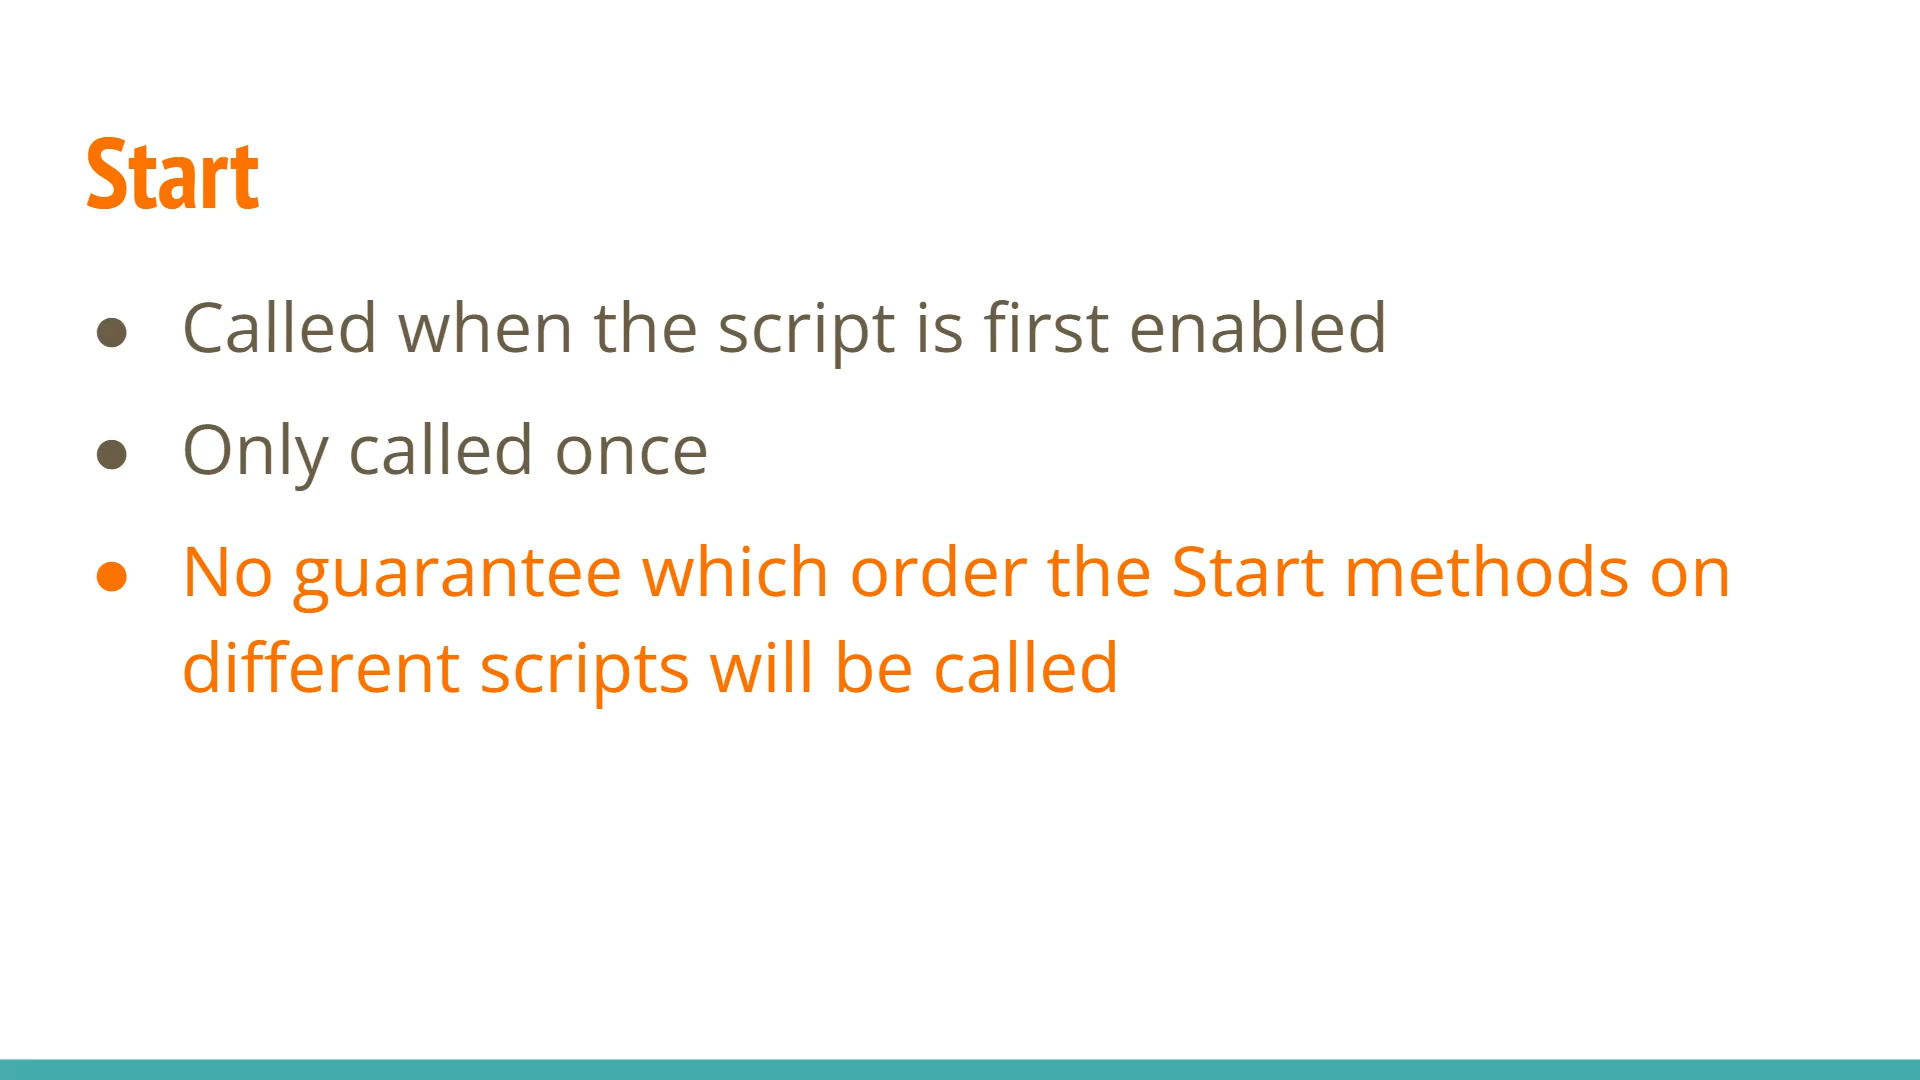 Start
● Called when the script is first enabled
● Only called once
● No guarantee which order the Start methods on
different scripts will be called